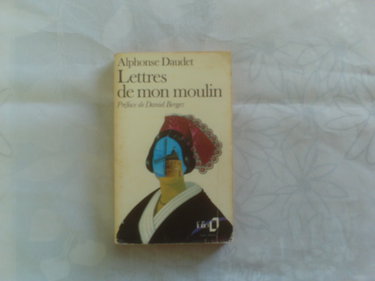 Alphonse Daudet
Lettres
de mon moulin
Préface de Daniel Bergez
folio